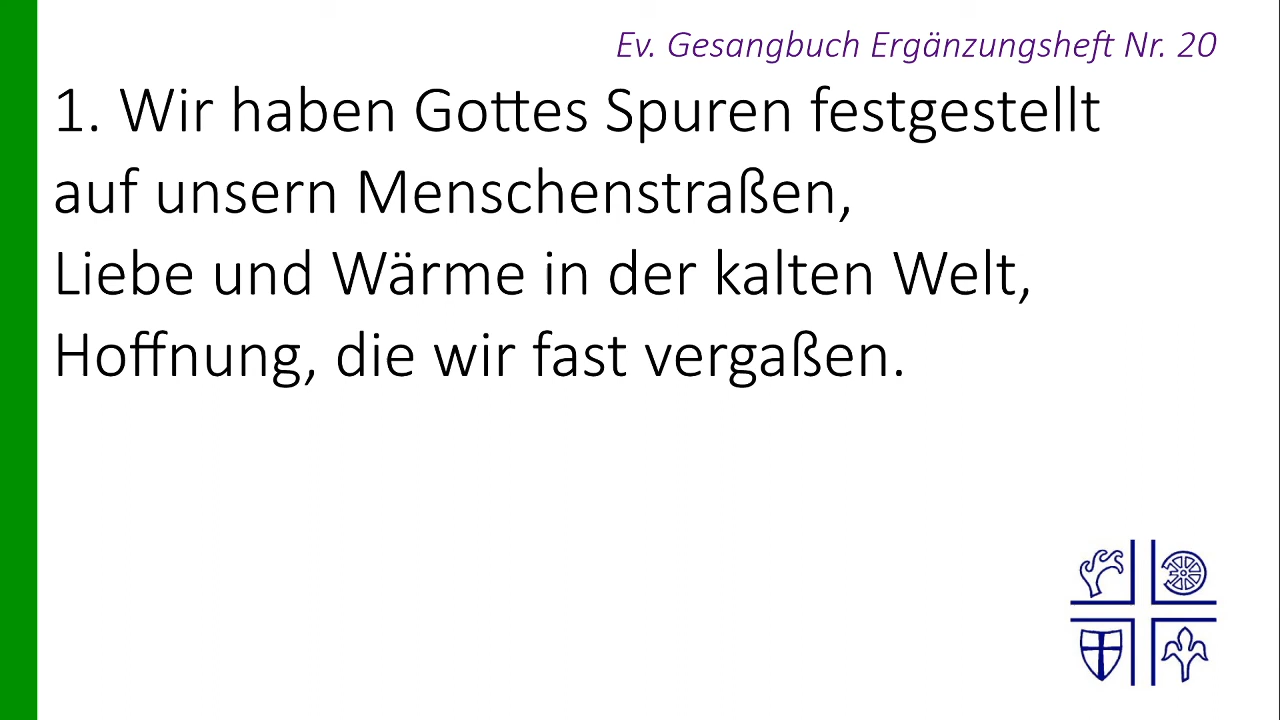 Ev. Gesangbuch Ergänzungsheft Nr. 20
1. Wir haben Gottes Spuren festgestellt
auf unsern Menschenstraßen,
Liebe und Wärme in der kalten Welt,
Hoffnung, die wir fast vergaßen.